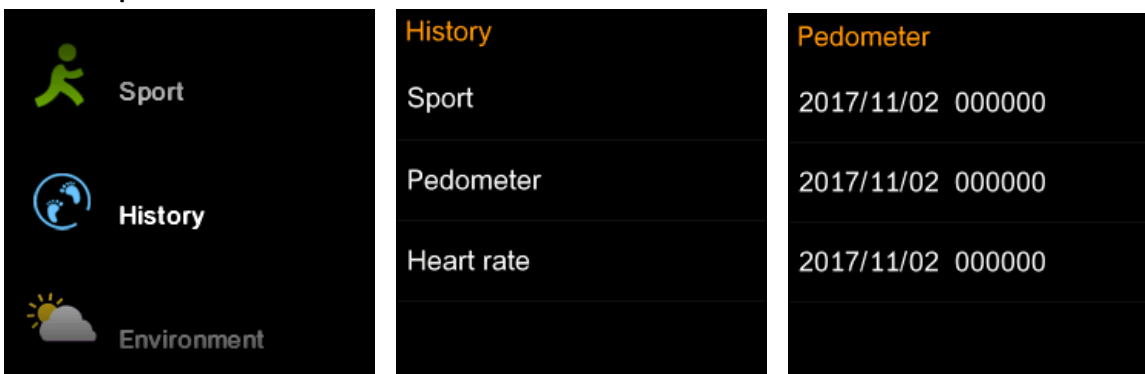 Sport
History
Environment
History
Sport
Pedometer
Heart rate
Pedometer
2017/11/02 000000
2017/11/02 000000
2017/11/02 000000